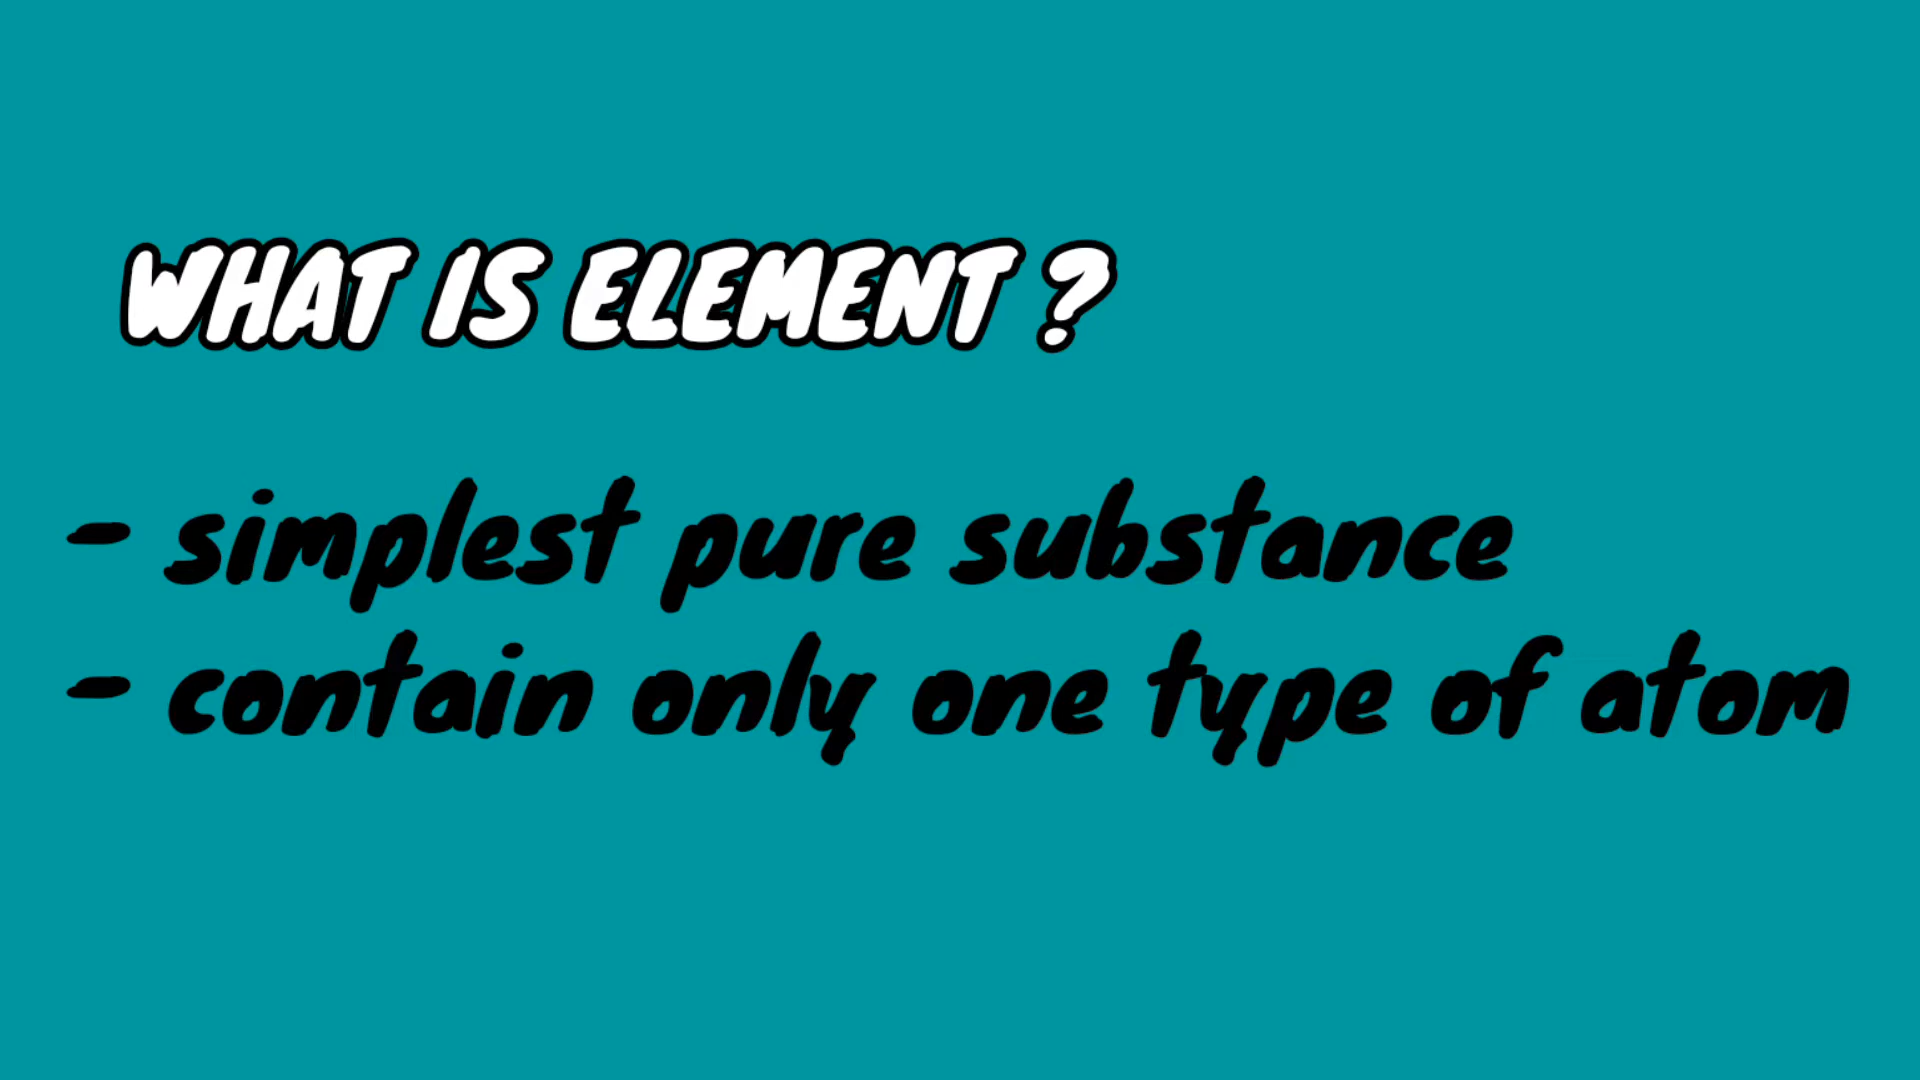 WHAT IS ELEMENT ?
- simplest pure substance
- contain only one type of atom